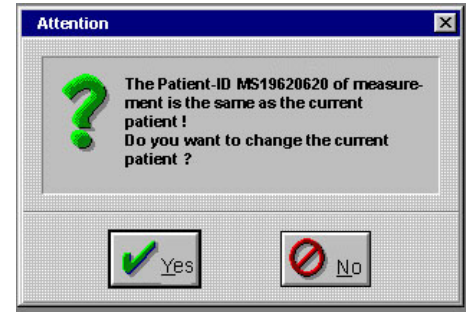 Attention
The Patient-ID MS19620620 of measure-
ment is the same as the current
patient !
Do you want to change the current
patient ?
Yes
No